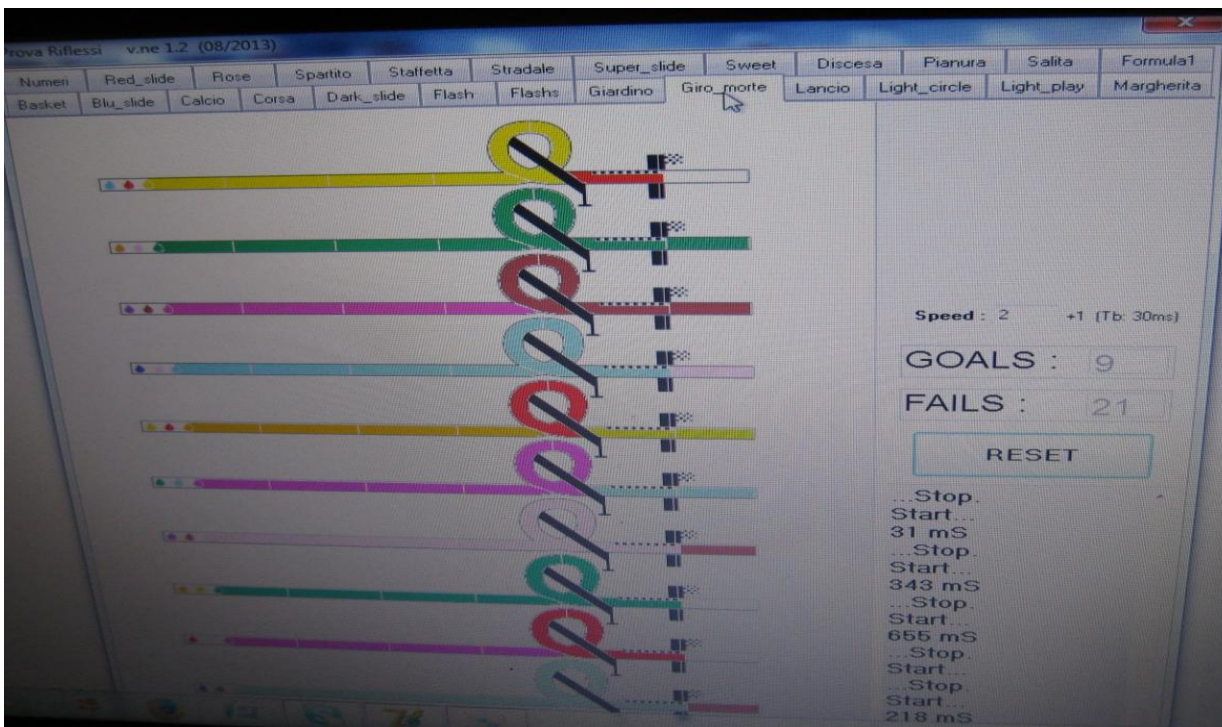 Prova Riflessi v.ne 1.2 (08/2013)
Numeri Red_slide Rose Spartito Staffetta Stradale Super_slide Sweet Discesa Pianura Salita Formula1
Basket Blu_slide Calcio Corsa Dark_slide Flash Flashs Giardino Giro_morte Lancio Light_circle Light_play Margherita
Speed : 2 +1 (Tb: 30ms)
GOALS : 9
FAILS : 21
RESET
...Stop.
Start...
31 mS
...Stop.
Start...
343 mS
...Stop.
Start...
655 mS
...Stop.
Start...
...Stop.
Start...
218 mS